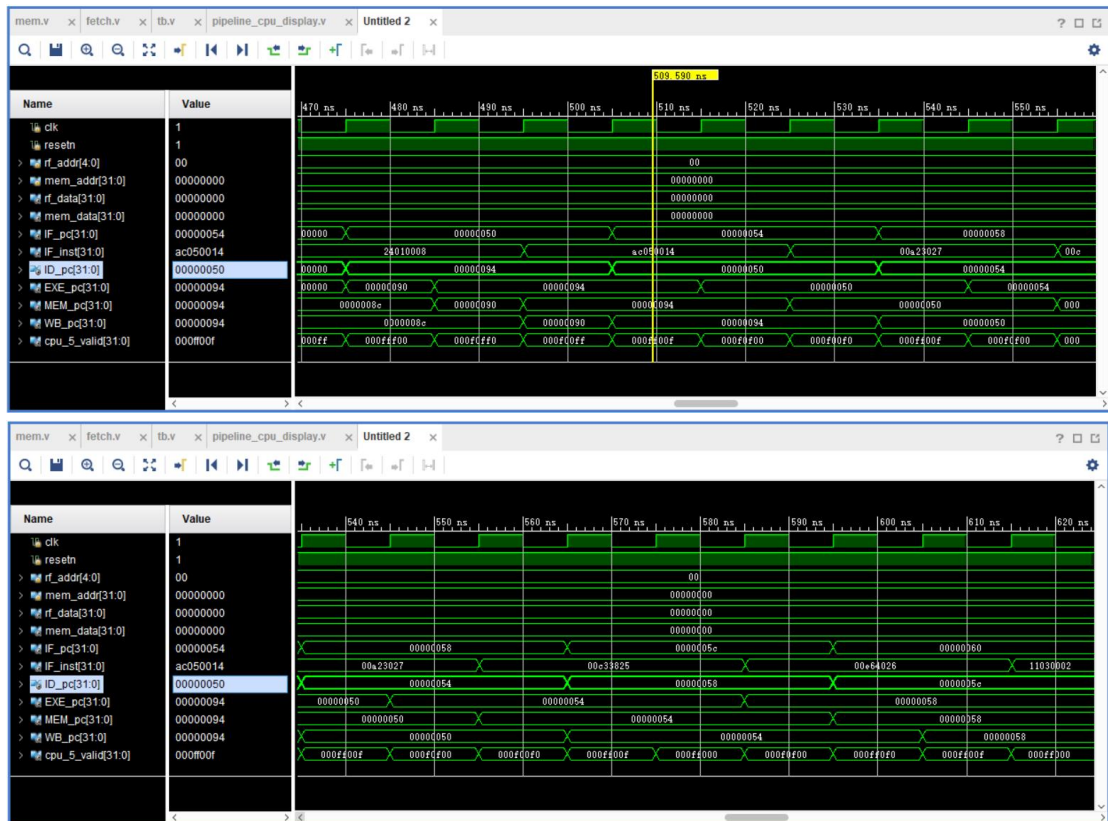 mem.v × fetch.v × tb.v × pipeline_cpu_display.v × Untitled 2 ×
509.590 ns
Name Value 470 ns 480 ns 490 ns 500 ns 510 ns 520 ns 530 ns 540 ns 550 ns
clk 1
resetn 1
rf_addr[4:0] 00 00
mem_addr[31:0] 00000000 00000000
rf_data[31:0] 00000000 00000000
mem_data[31:0] 00000000 00000000
IF_pc[31:0] 00000054 00000 00000050 00000054 00000058
IF_inst[31:0] ac050014 24010008 ac050014 00a23027 00c
ID_pc[31:0] 00000050 00000 00000094 00000050 00000054
EXE_pc[31:0] 00000094 00000 00000090 00000094 00000050 00000054
MEM_pc[31:0] 00000094 0000008c 00000090 00000094 00000050 000
WB_pc[31:0] 00000094 0000008c 00000090 00000094 00000050
cpu_5_valid[31:0] 000ff00f 000ff 000fff00 000f0ff0 000f00ff 000ff00f 000f0f00 000f00f0 000ff00f 000f0f00 000
mem.v × fetch.v × tb.v × pipeline_cpu_display.v × Untitled 2 ×
Name Value 540 ns 550 ns 560 ns 570 ns 580 ns 590 ns 600 ns 610 ns 620 ns
clk 1
resetn 1
rf_addr[4:0] 00 00
mem_addr[31:0] 00000000 00000000
rf_data[31:0] 00000000 00000000
mem_data[31:0] 00000000 00000000
IF_pc[31:0] 00000054 00000058 0000005c 00000060
IF_inst[31:0] ac050014 00a23027 00c33825 00e64026 11030002
ID_pc[31:0] 00000050 00000054 00000058 0000005c
EXE_pc[31:0] 00000094 00000050 00000054 00000058
MEM_pc[31:0] 00000094 00000050 00000054 00000058
WB_pc[31:0] 00000094 00000050 00000054 00000058
cpu_5_valid[31:0] 000ff00f 000ff00f 000f0f00 000f00f0 000ff00f 000f0f00 000ff000 000f0f00 000f00f0 000ff000